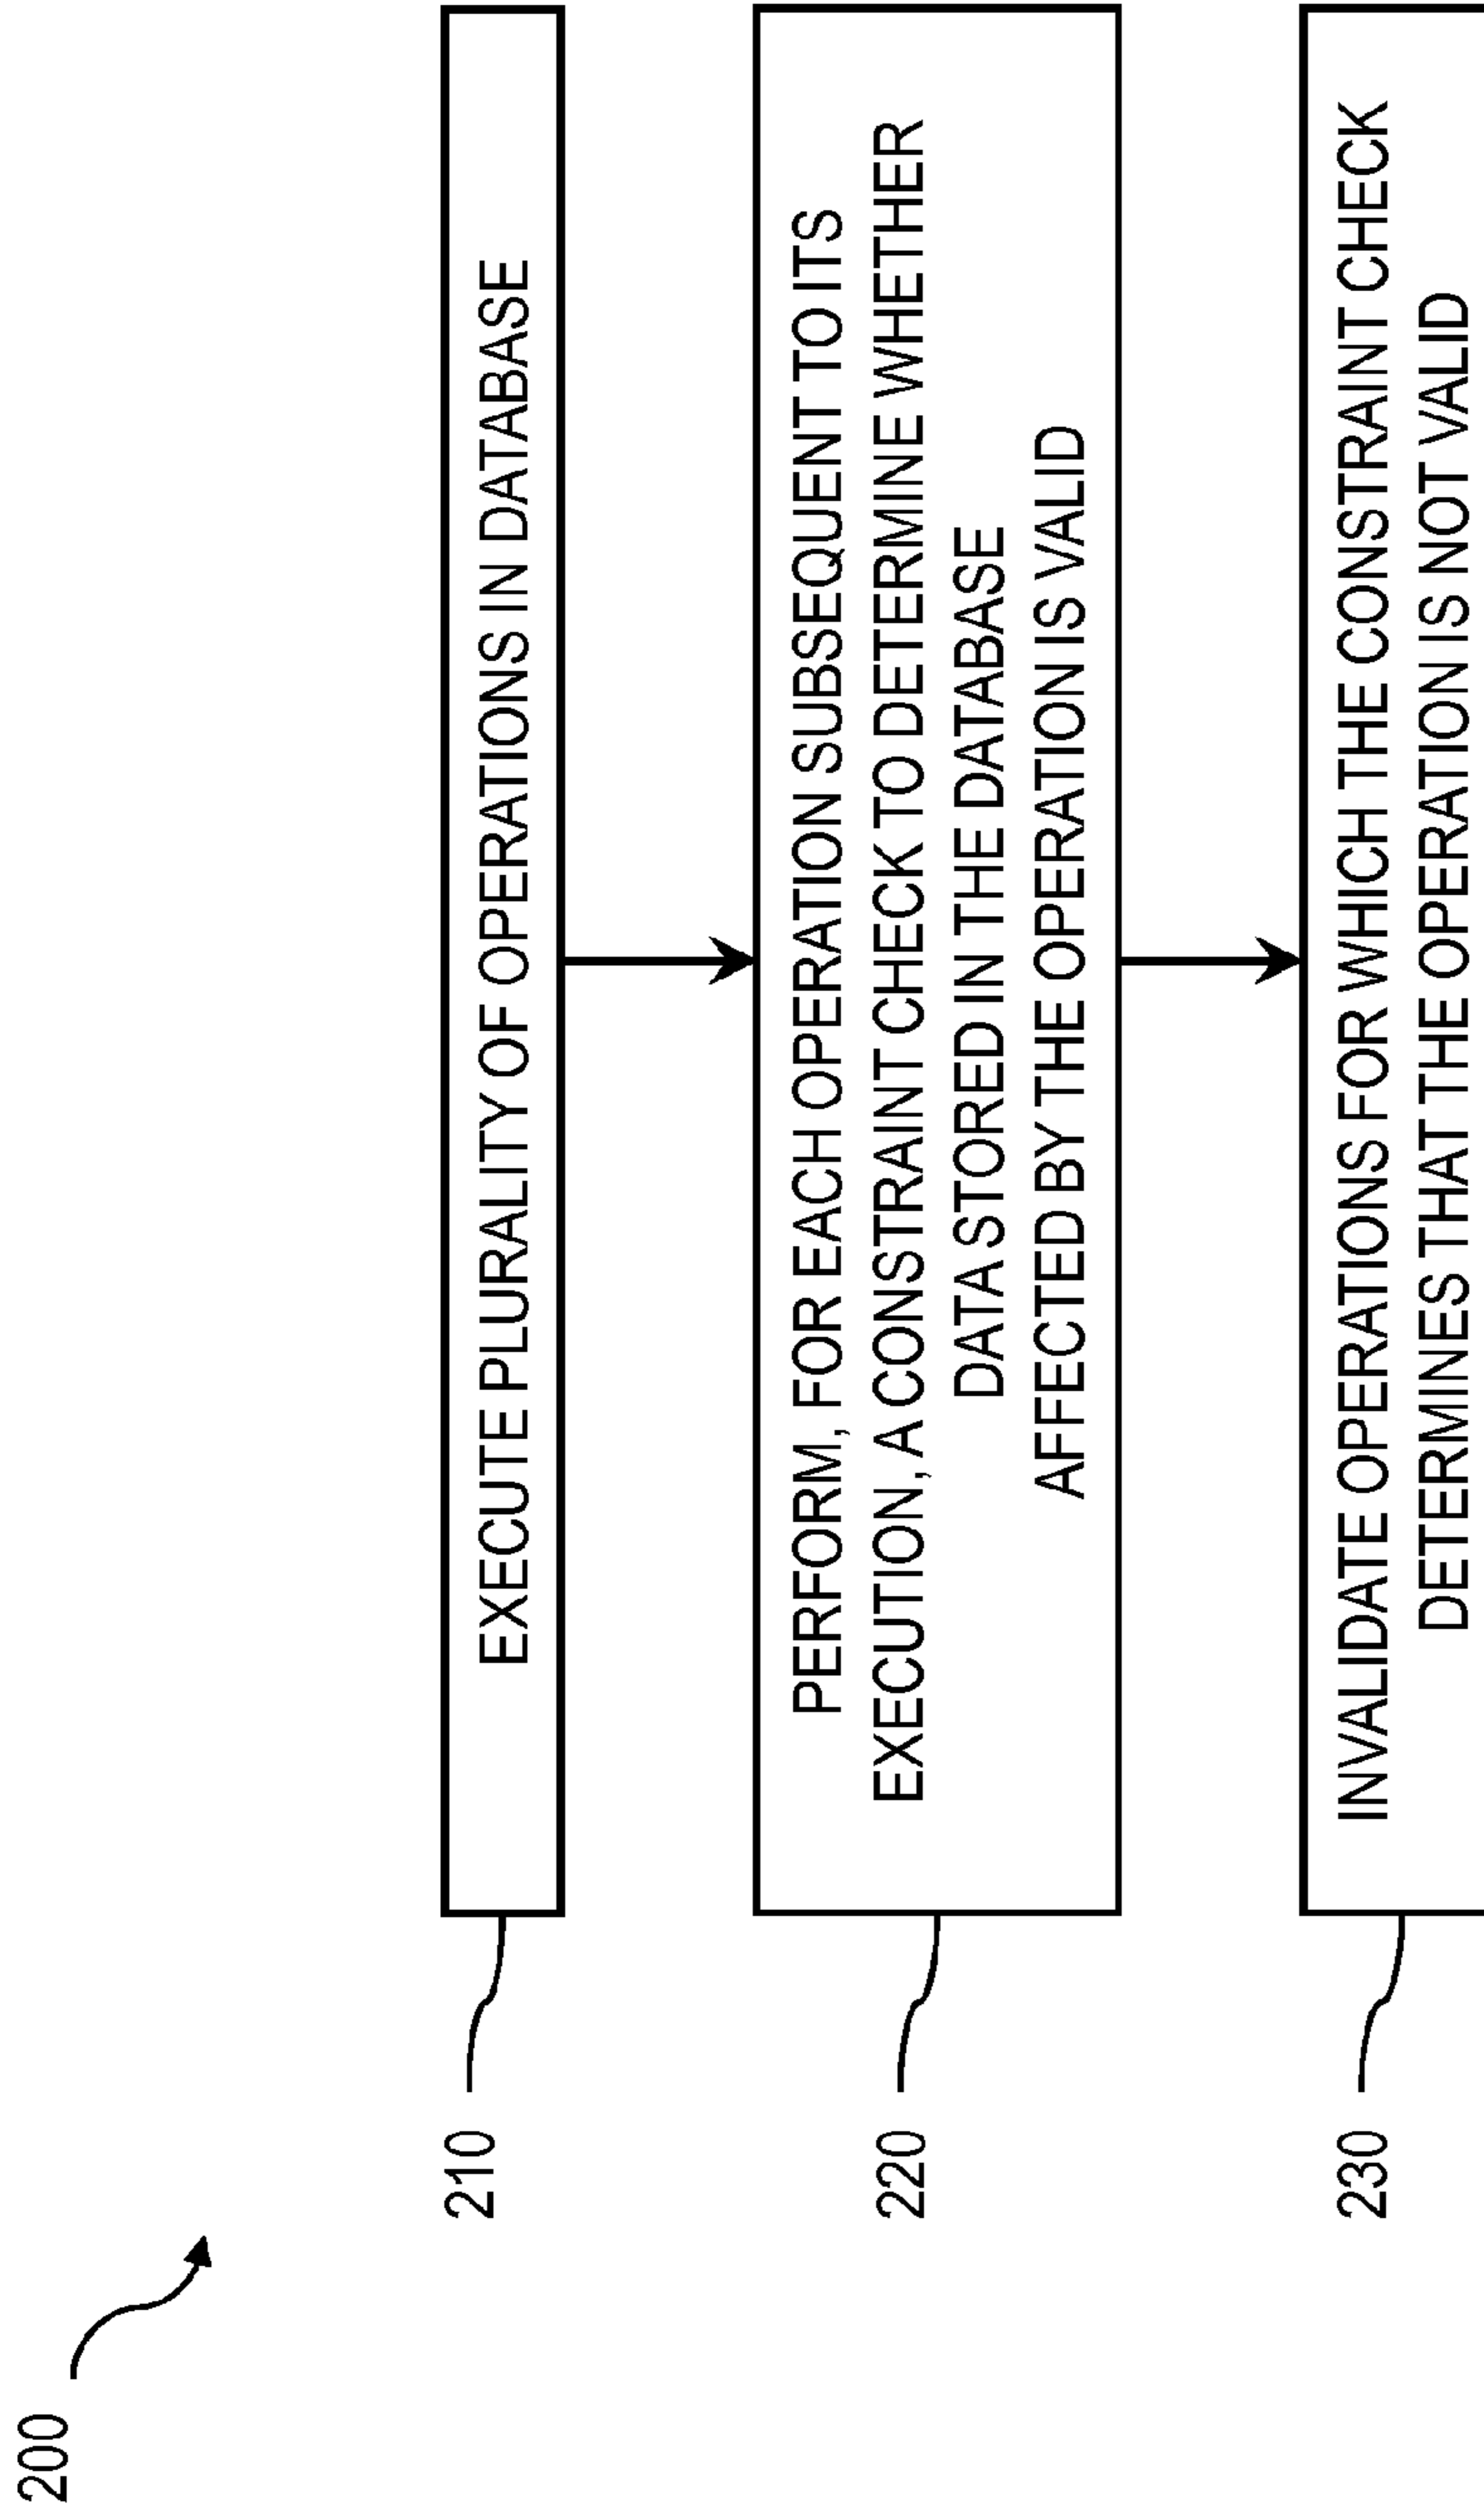 200
210
EXECUTE PLURALITY OF OPERATIONS IN DATABASE
220
PERFORM, FOR EACH OPERATION SUBSEQUENT TO ITS
EXECUTION, A CONSTRAINT CHECK TO DETERMINE WHETHER
DATA STORED IN THE DATABASE
AFFECTED BY THE OPERATION IS VALID
230
INVALIDATE OPERATIONS FOR WHICH THE CONSTRAINT CHECK
DETERMINES THAT THE OPERATION IS NOT VALID